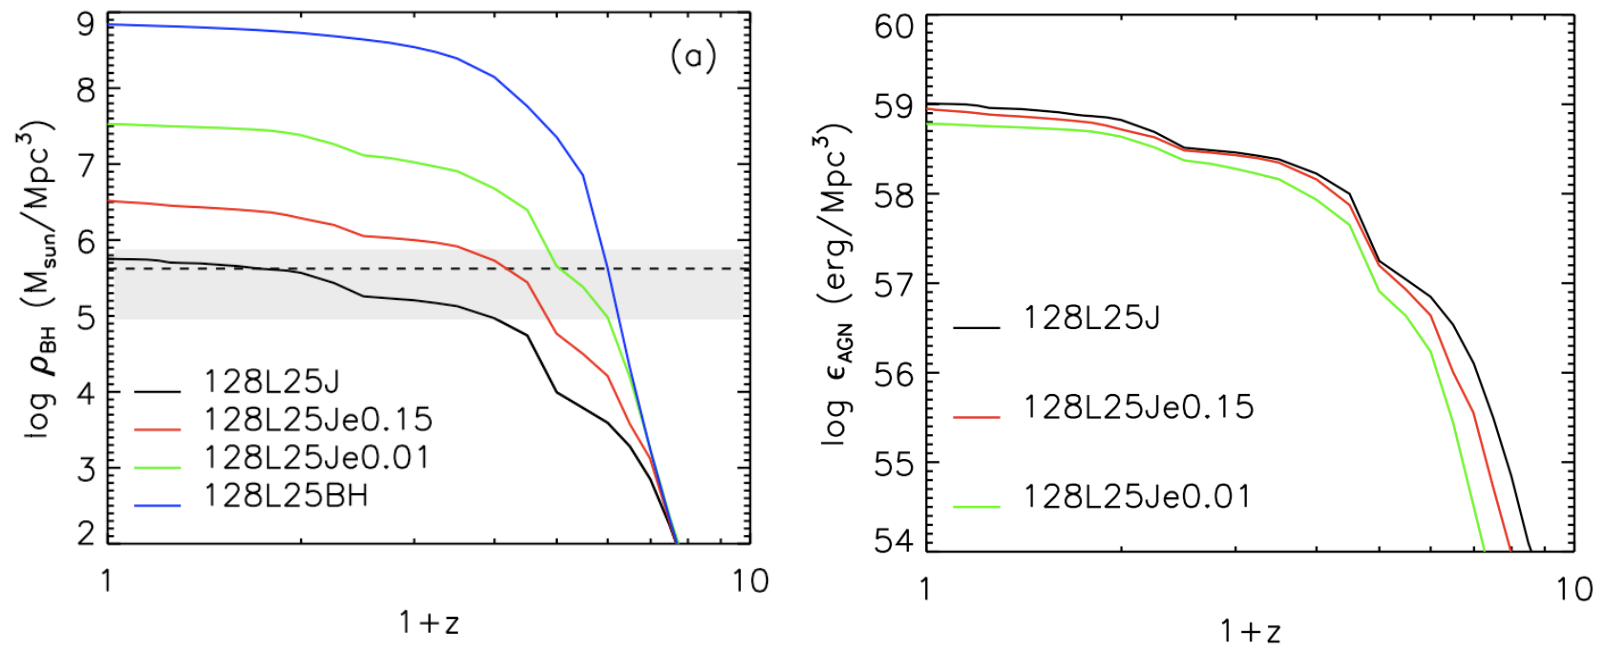 9
8
7
6
5
4
3
2
log ρBH (Msun/Mpc³)
(a)
128L25J
128L25Je0.15
128L25Je0.01
128L25BH
1
10
1+z
60
59
58
57
56
55
54
log ϵAGN (erg/Mpc³)
128L25J
128L25Je0.15
128L25Je0.01
1
10
1+z